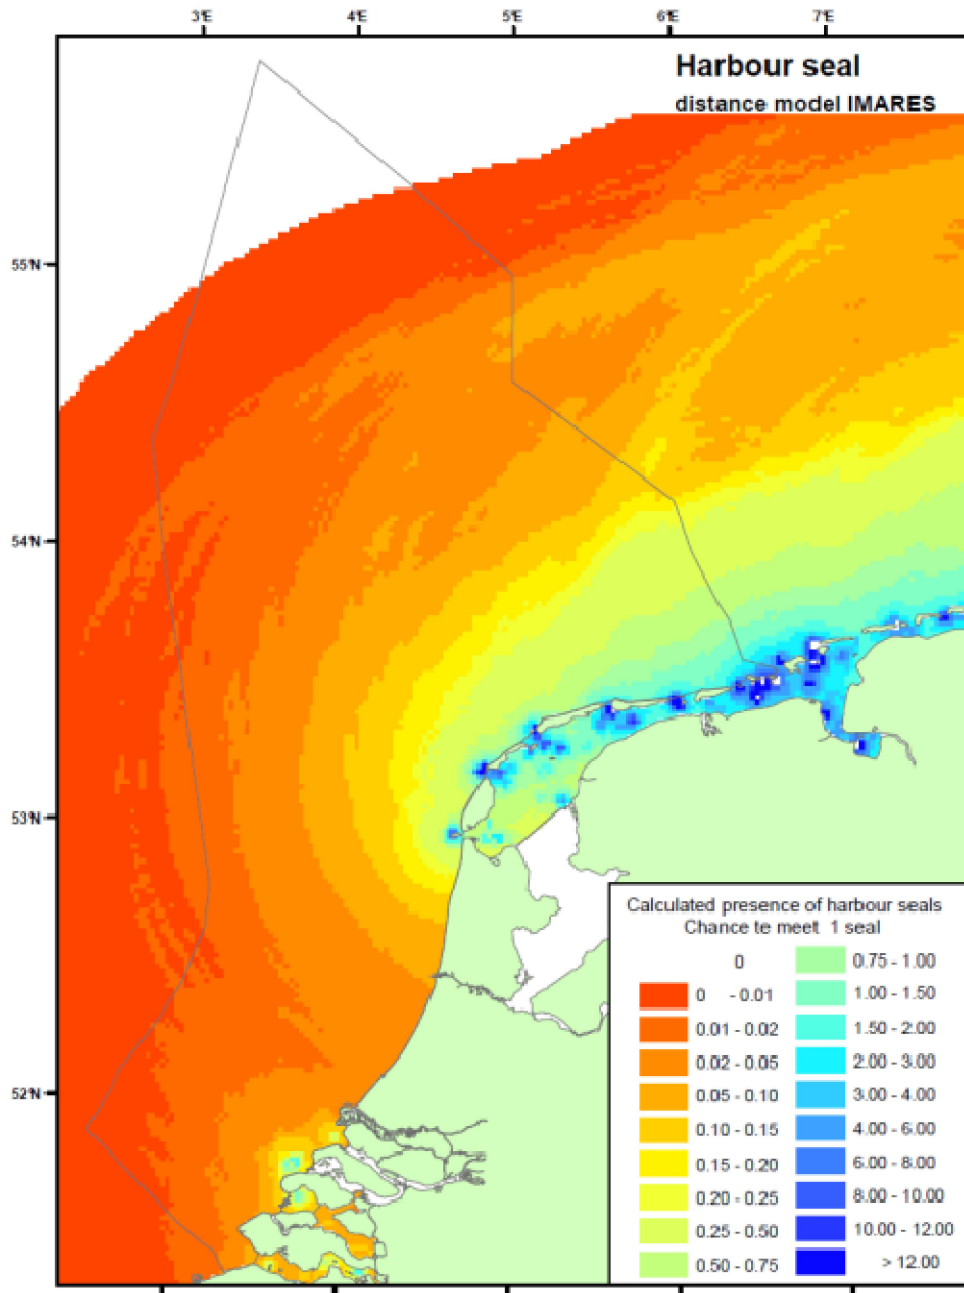 3°E 4°E 5°E 6°E 7°E
Harbour seal
distance model IMARES
55°N
54°N
53°N
52°N
Calculated presence of harbour seals
Chance te meet 1 seal
0
0 - 0.01
0.01 - 0.02
0.02 - 0.05
0.05 - 0.10
0.10 - 0.15
0.15 - 0.20
0.20 - 0.25
0.25 - 0.50
0.50 - 0.75
0.75 - 1.00
1.00 - 1.50
1.50 - 2.00
2.00 - 3.00
3.00 - 4.00
4.00 - 6.00
6.00 - 8.00
8.00 - 10.00
10.00 - 12.00
> 12.00